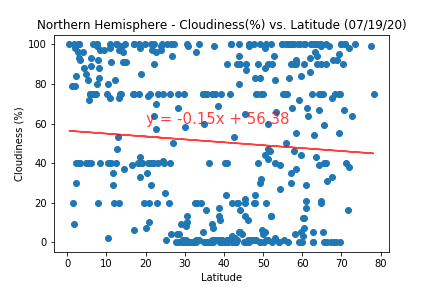 Northern Hemisphere - Cloudiness(%) vs. Latitude (07/19/20)
100
80
60
40
20
0
Cloudiness (%)
y = -0.15x + 56.38
0 10 20 30 40 50 60 70 80
Latitude